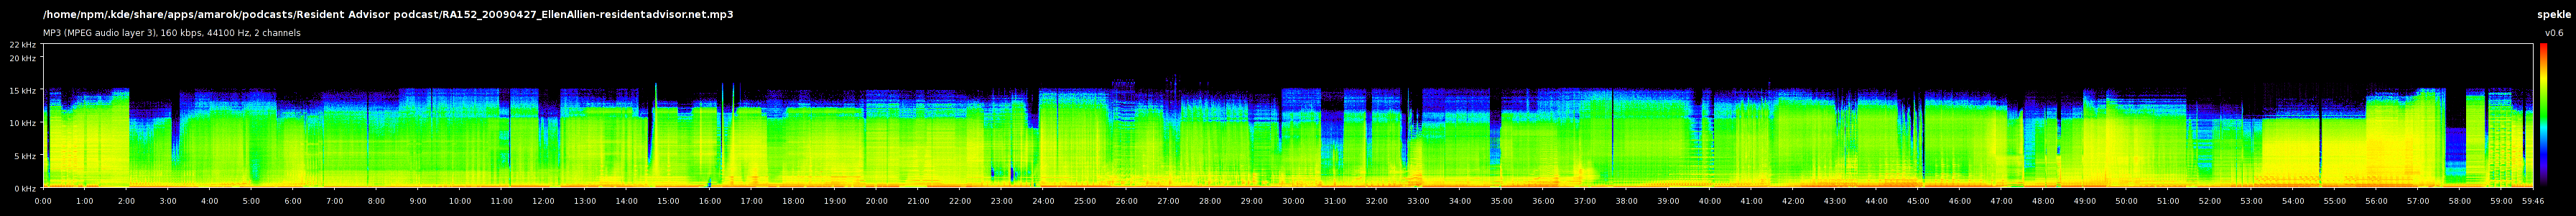 /home/npm/.kde/share/apps/amarok/podcasts/Resident Advisor podcast/RA152_20090427_EllenAllien-residentadvisor.net.mp3
spekle
MP3 (MPEG audio layer 3), 160 kbps, 44100 Hz, 2 channels
v0.6
22 kHz
20 kHz
15 kHz
10 kHz
5 kHz
0 kHz
0:00 1:00 2:00 3:00 4:00 5:00 6:00 7:00 8:00 9:00 10:00 11:00 12:00 13:00 14:00 15:00 16:00 17:00 18:00 19:00 20:00 21:00 22:00 23:00 24:00 25:00 26:00 27:00 28:00 29:00 30:00 31:00 32:00 33:00 34:00 35:00 36:00 37:00 38:00 39:00 40:00 41:00 42:00 43:00 44:00 45:00 46:00 47:00 48:00 49:00 50:00 51:00 52:00 53:00 54:00 55:00 56:00 57:00 58:00 59:00 59:46